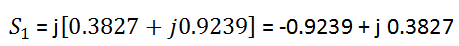 S₁ = j[0.3827 + j0.9239] = -0.9239 + j 0.3827